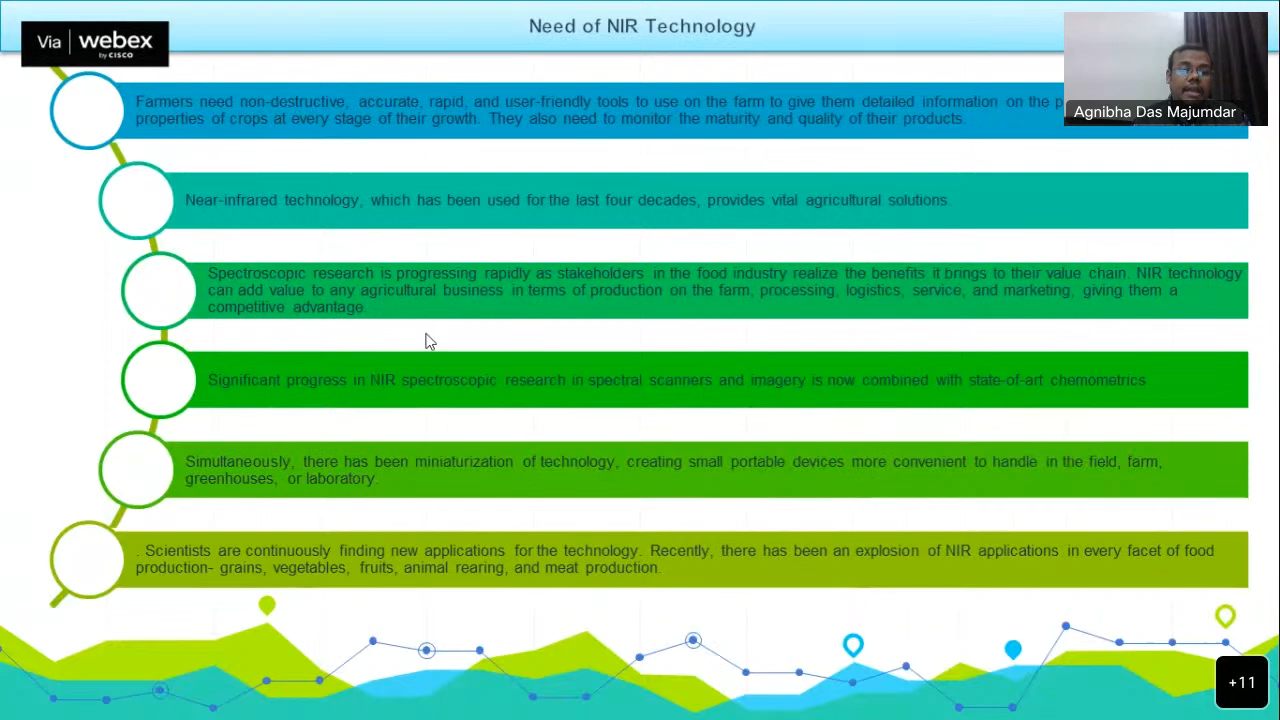 Need of NIR Technology
Via webex
by CISCO
Agnibha Das Majumdar
Farmers need non-destructive, accurate, rapid, and user-friendly tools to use on the farm to give them detailed information on the
properties of crops at every stage of their growth. They also need to monitor the maturity and quality of their products.
Near-infrared technology, which has been used for the last four decades, provides vital agricultural solutions.
Spectroscopic research is progressing rapidly as stakeholders in the food industry realize the benefits it brings to their value chain. NIR technology
can add value to any agricultural business in terms of production on the farm, processing, logistics, service, and marketing, giving them a
competitive advantage.
Significant progress in NIR spectroscopic research in spectral scanners and imagery is now combined with state-of-art chemometrics
Simultaneously, there has been miniaturization of technology, creating small portable devices more convenient to handle in the field, farm,
greenhouses, or laboratory.
. Scientists are continuously finding new applications for the technology. Recently, there has been an explosion of NIR applications in every facet of food
production- grains, vegetables, fruits, animal rearing, and meat production.
+11